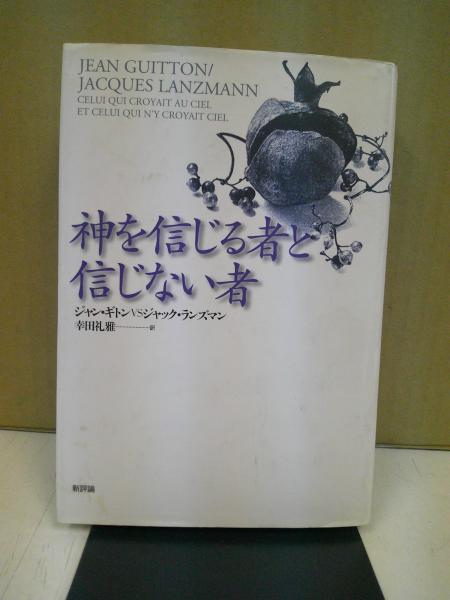 JEAN GUITTON/
JACQUES LANZMANN
CELUI QUI CROYAIT AU CIEL
ET CELUI QUI N'Y CROYAIT CIEL
神を信じる者と
信じない者
ジャン・ギトンVSジャック・ランズマン
幸田礼雅————訳
新評論